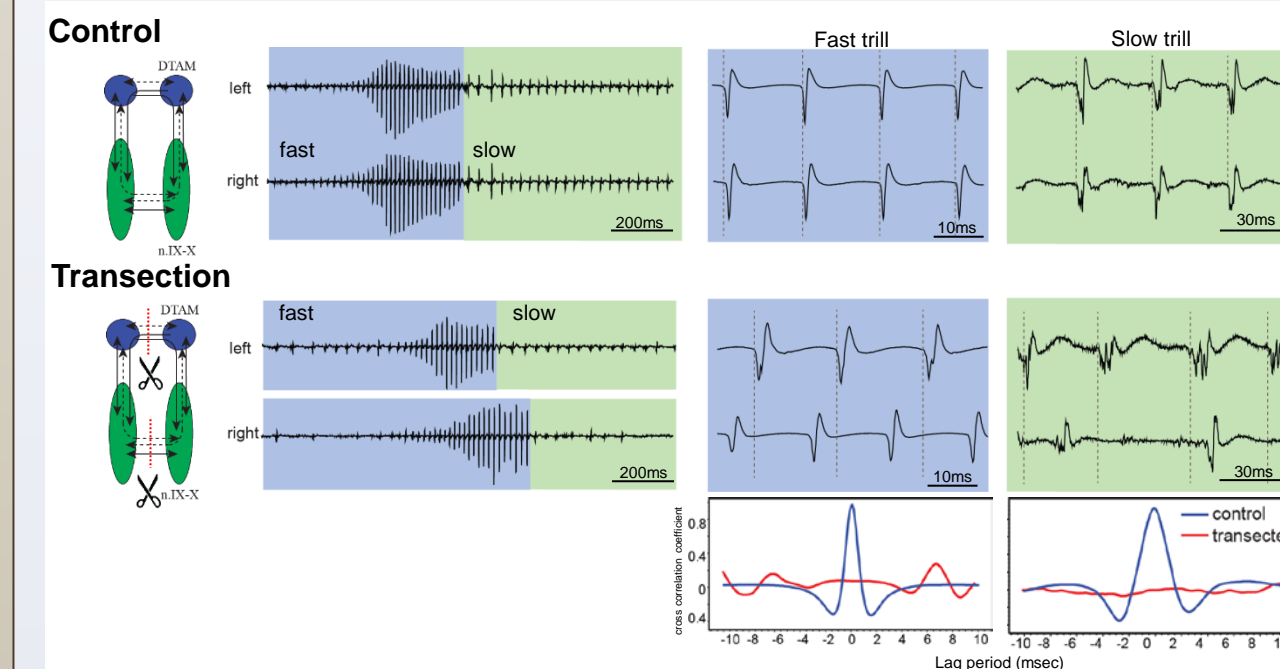 Control
Fast trill
Slow trill
DTAM
left
fast
slow
right
200ms
10ms
30ms
n.IX-X
Transection
DTAM
fast
slow
left
right
200ms
10ms
30ms
n.IX-X
cross correlation coefficient
0.8
0.4
0
0.4
control
transecte
-10 -8 -6 -4 -2 0 2 4 6 8 10
-10 -8 -6 -4 -2 0 2 4 6 8 1
Lag period (msec)